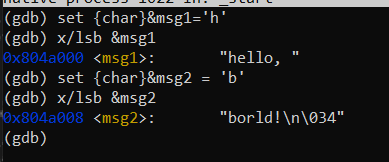 native process 1022 In: _start
(gdb) set {char}&msg1='h'
(gdb) x/1sb &msg1
0x804a000 <msg1>: "hello, "
(gdb) set {char}&msg2 = 'b'
(gdb) x/1sb &msg2
0x804a008 <msg2>: "borld!\n\034"
(gdb)